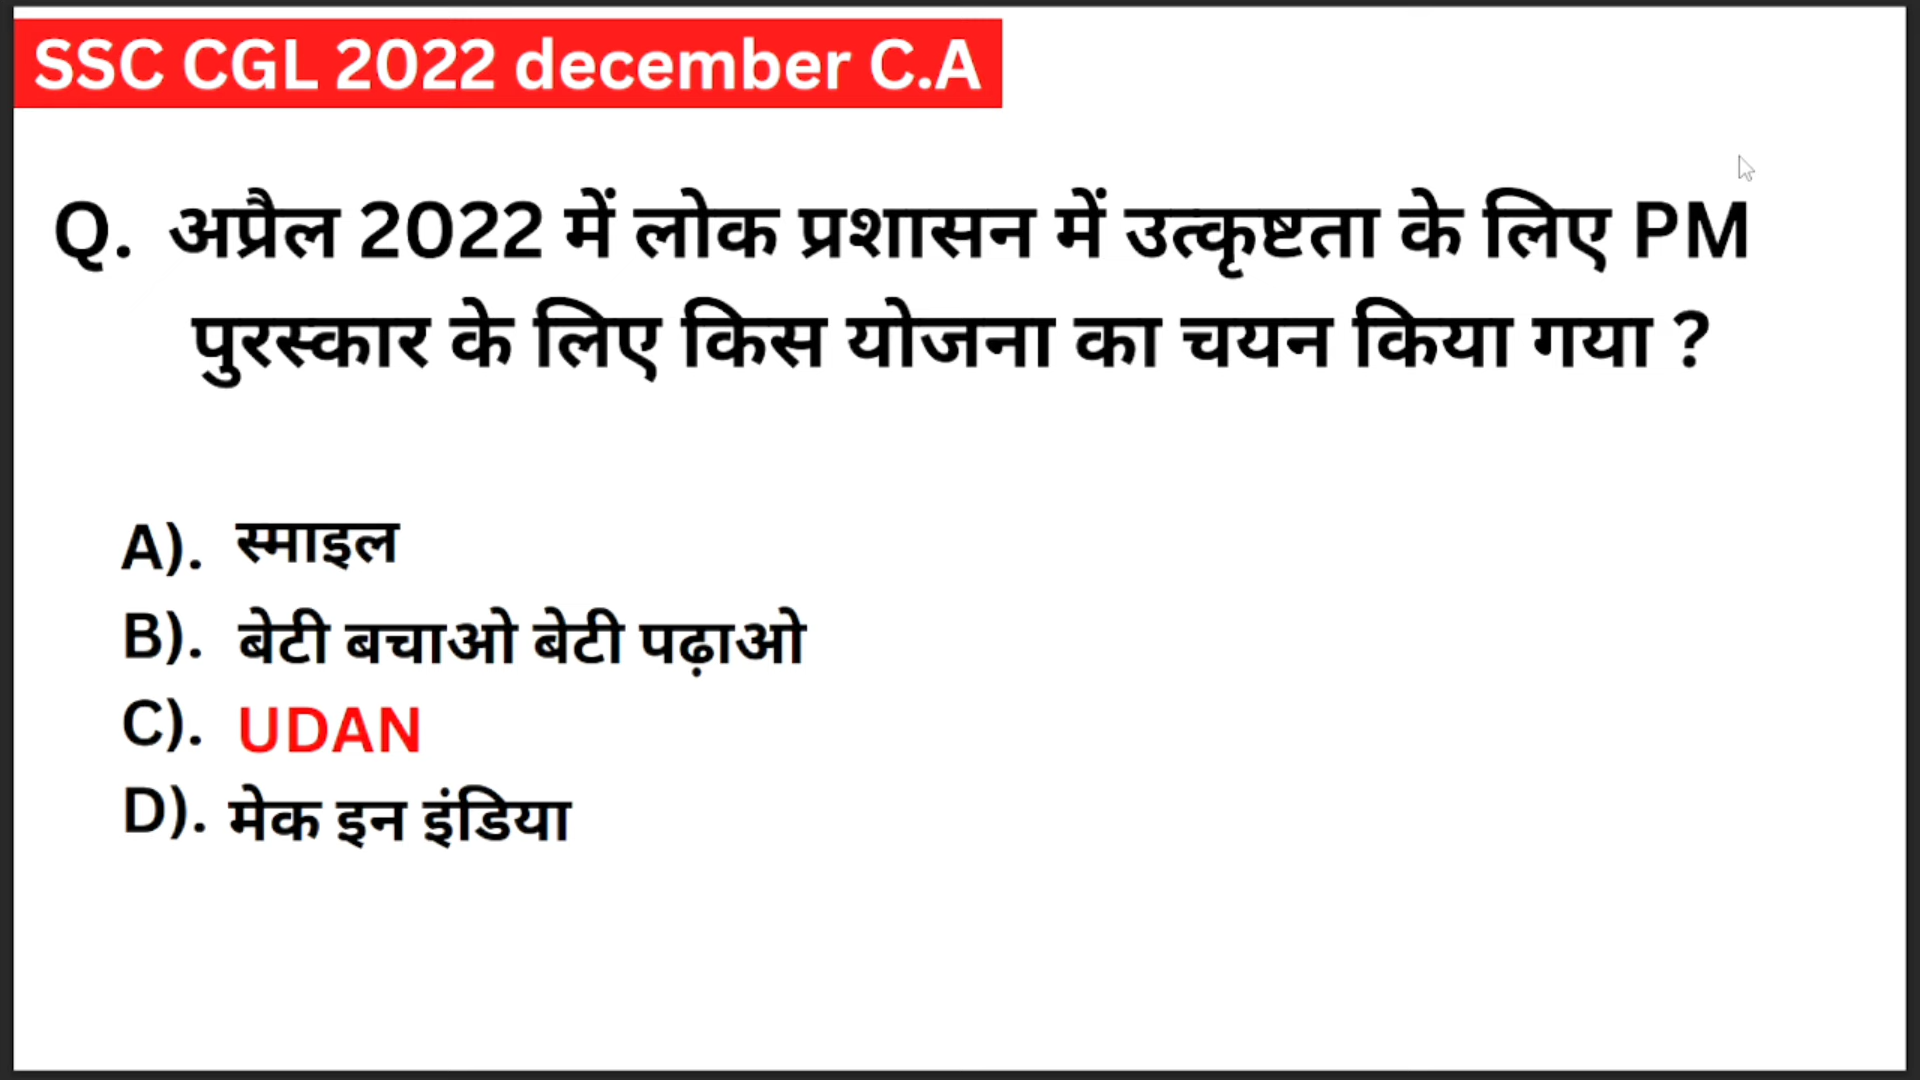 SSC CGL 2022 december C.A
Q. अप्रैल 2022 में लोक प्रशासन में उत्कृष्टता के लिए PM
पुरस्कार के लिए किस योजना का चयन किया गया ?
A). स्माइल
B). बेटी बचाओ बेटी पढ़ाओ
C). UDAN
D). मेक इन इंडिया